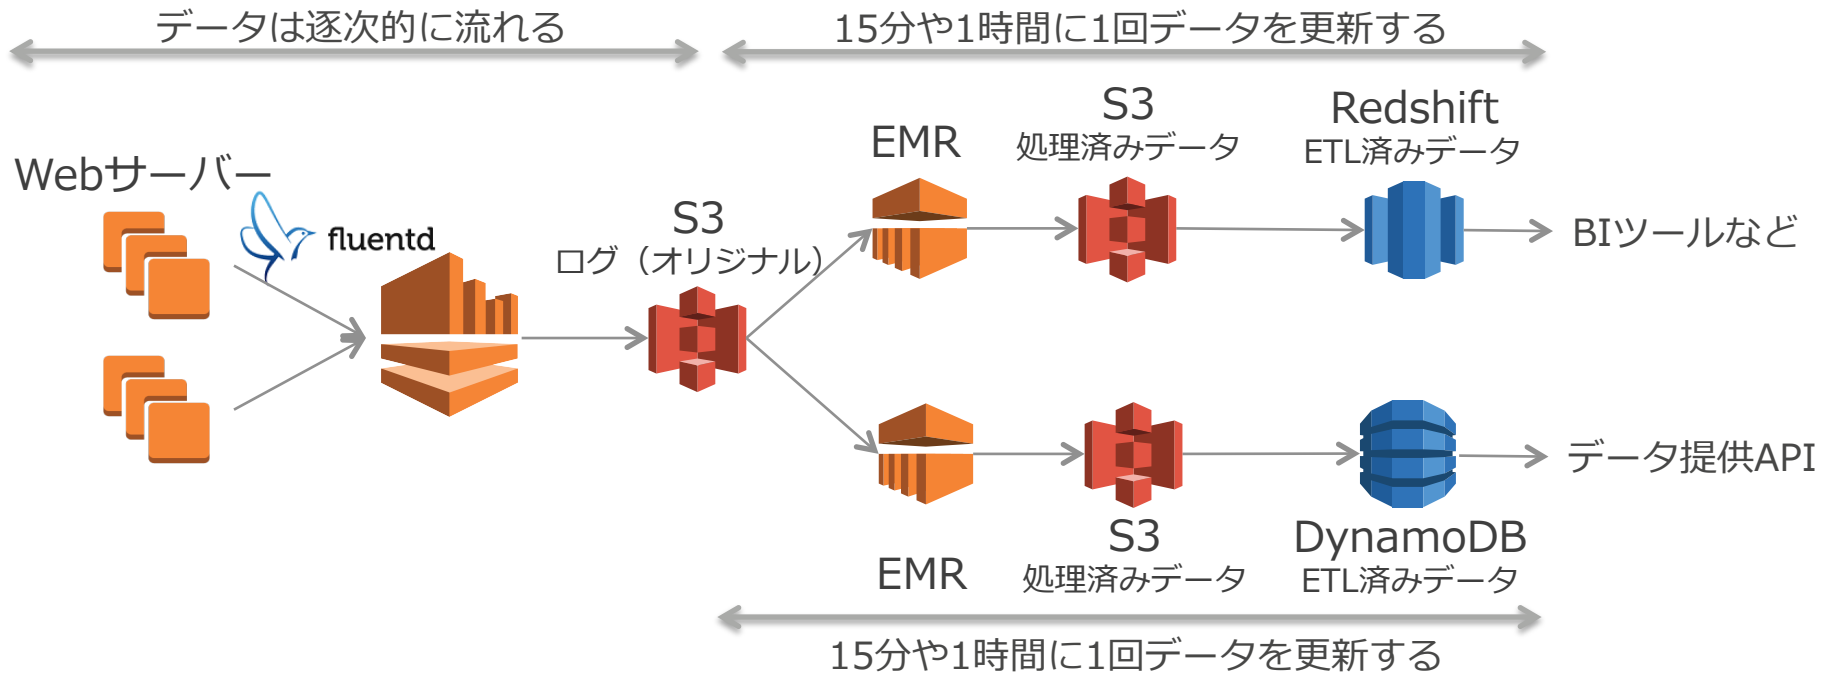 データは逐次的に流れる
15分や1時間に1回データを更新する
Webサーバー
fluentd
S3
ログ（オリジナル）
EMR
S3
処理済みデータ
Redshift
ETL済みデータ
BIツールなど
EMR
S3
処理済みデータ
DynamoDB
ETL済みデータ
データ提供API
15分や1時間に1回データを更新する